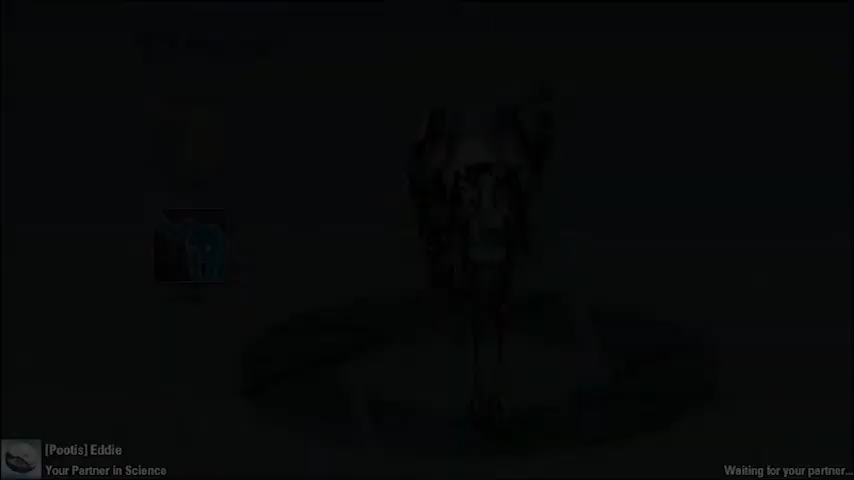 [Pootis] Eddie
Your Partner in Science
Waiting for your partner...